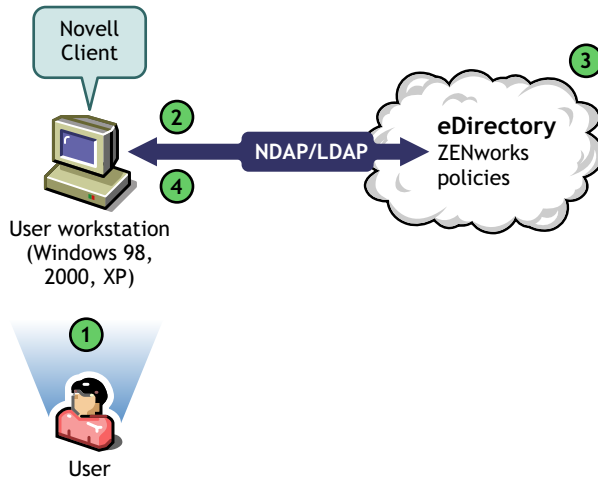 Novell
Client
3
2
eDirectory
ZENworks
policies
NDAP/LDAP
4
User workstation
(Windows 98,
2000, XP)
1
User